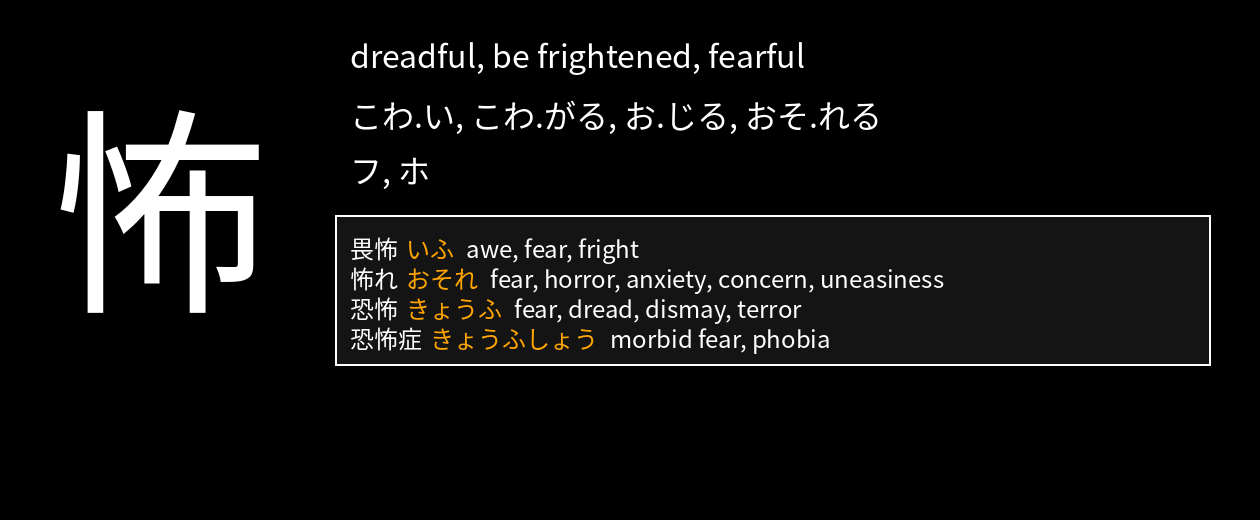 怖
dreadful, be frightened, fearful
こわ.い, こわ.がる, お.じる, おそ.れる
フ, ホ
畏怖 いふ awe, fear, fright
怖れ おそれ fear, horror, anxiety, concern, uneasiness
恐怖 きょうふ fear, dread, dismay, terror
恐怖症 きょうふしょう morbid fear, phobia